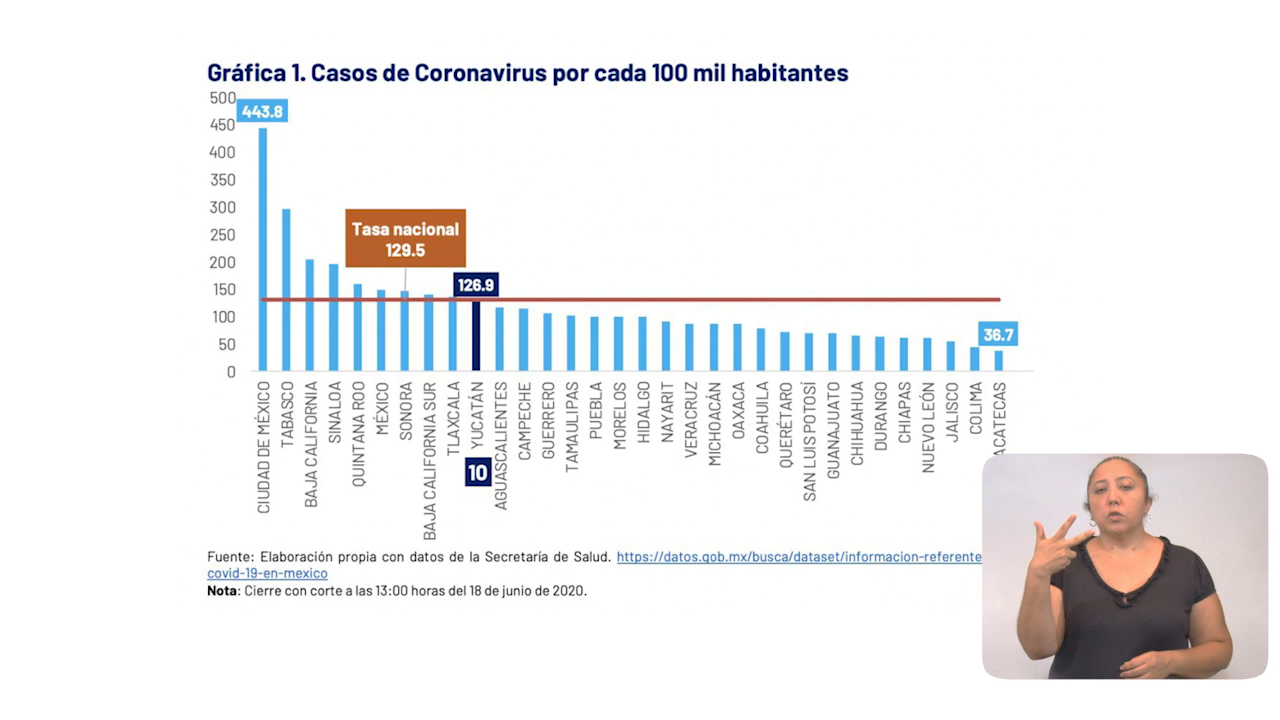 Gráfica 1. Casos de Coronavirus por cada 100 mil habitantes
500
450
400
350
300
250
200
150
100
50
0
443.8
Tasa nacional
129.5
126.9
36.7
CIUDAD DE MÉXICO
TABASCO
BAJA CALIFORNIA
SINALOA
QUINTANA ROO
MÉXICO
SONORA
BAJA CALIFORNIA SUR
TLAXCALA
YUCATÁN
10
AGUASCALIENTES
CAMPECHE
GUERRERO
TAMAULIPAS
PUEBLA
MORELOS
HIDALGO
NAYARIT
VERACRUZ
MICHOACÁN
OAXACA
COAHUILA
QUERÉTARO
SAN LUIS POTOSÍ
GUANAJUATO
CHIHUAHUA
DURANGO
CHIAPAS
NUEVO LEÓN
JALISCO
COLIMA
ACATECAS
Fuente: Elaboración propia con datos de la Secretaría de Salud. https://datos.gob.mx/busca/dataset/informacion-referente
covid-19-en-mexico
Nota: Cierre con corte a las 13:00 horas del 18 de junio de 2020.